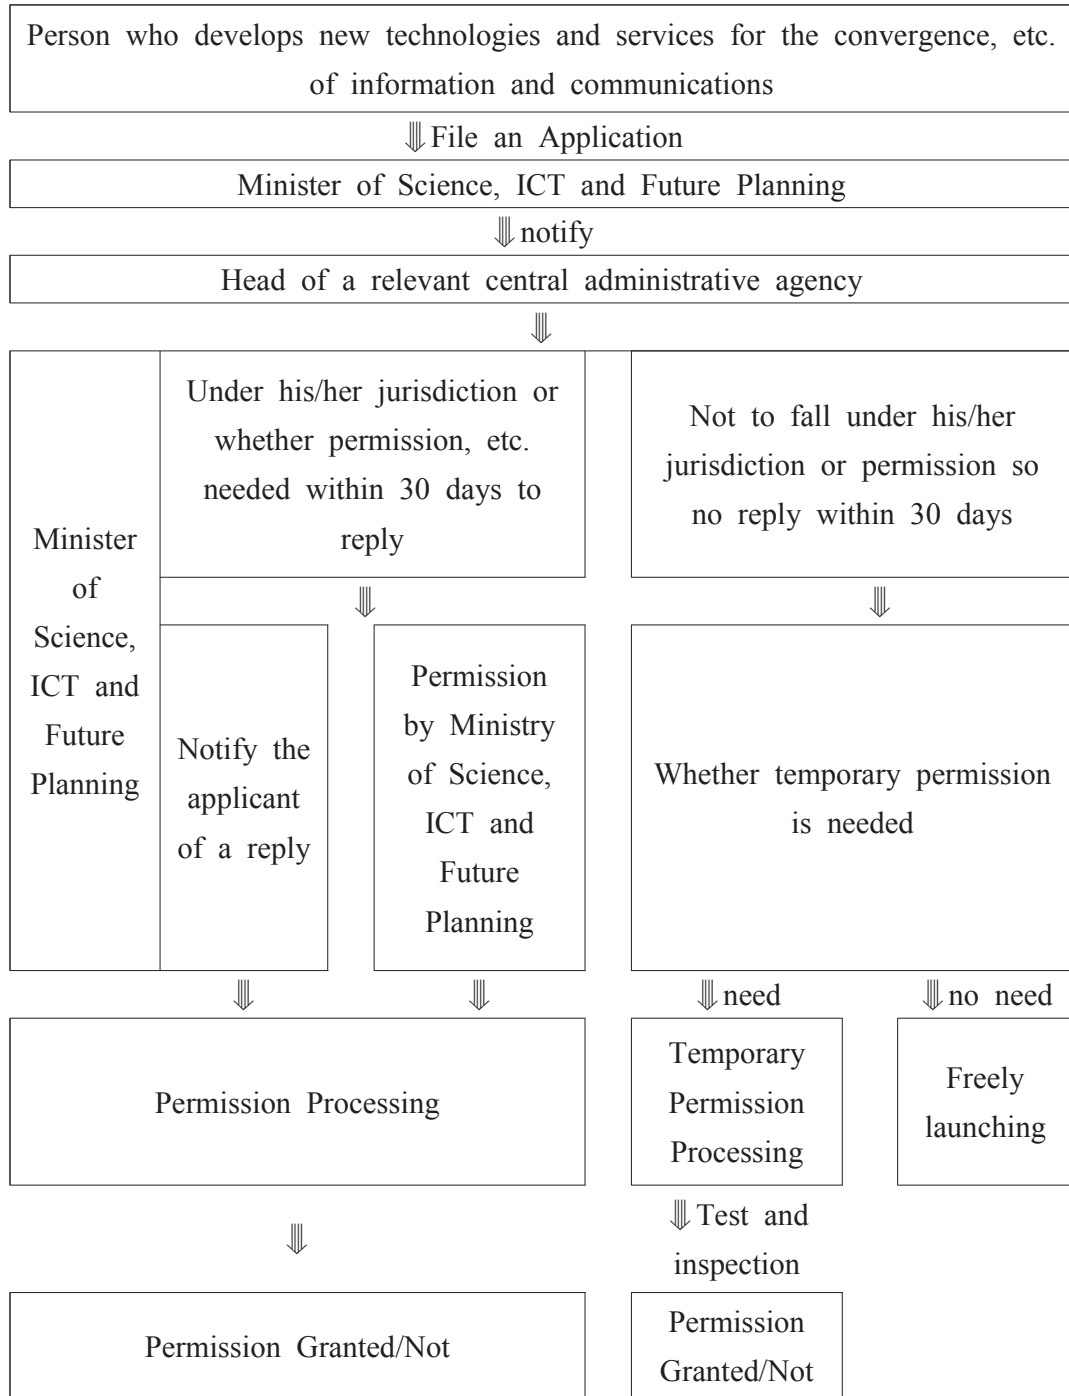 Person who develops new technologies and services for the convergence, etc.
of information and communications
File an Application
Minister of Science, ICT and Future Planning
notify
Head of a relevant central administrative agency
Minister
of
Science,
ICT and
Future
Planning
Under his/her jurisdiction or
whether permission, etc.
needed within 30 days to
reply
Not to fall under his/her
jurisdiction or permission so
no reply within 30 days
Notify the
applicant
of a reply
Permission
by Ministry
of Science,
ICT and
Future
Planning
Whether temporary permission
is needed
need
no need
Permission Processing
Temporary
Permission
Processing
Freely
launching
Test and
inspection
Permission Granted/Not
Permission
Granted/Not